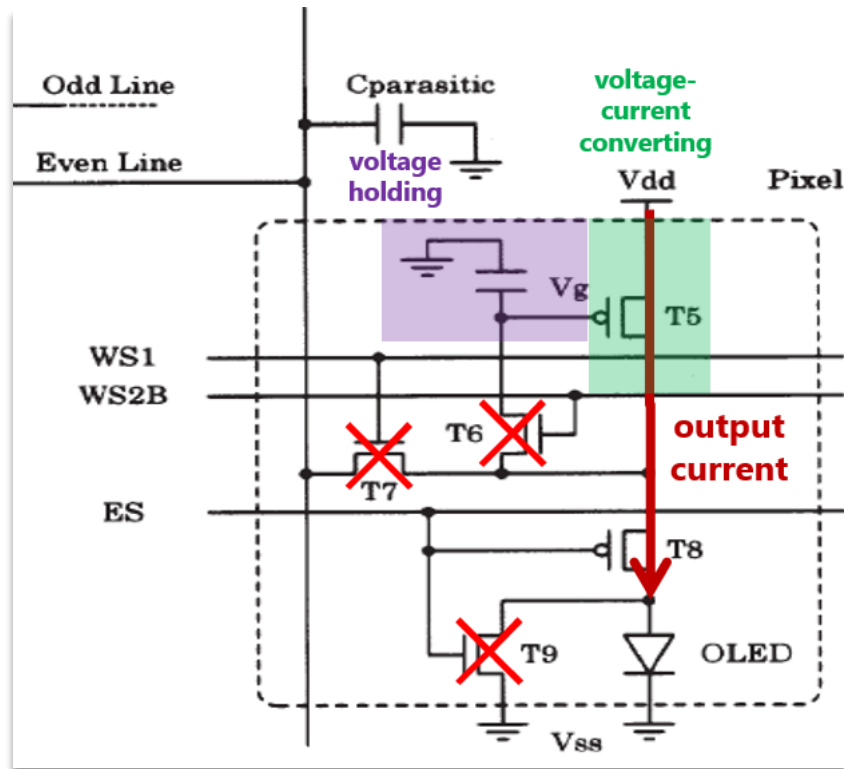 Odd Line
Cparasitic
voltage-
current
converting
Even Line
voltage
holding
Vdd
Pixel
Vg
T5
WS1
WS2B
T6
output
current
T7
ES
T8
T9
OLED
Vss